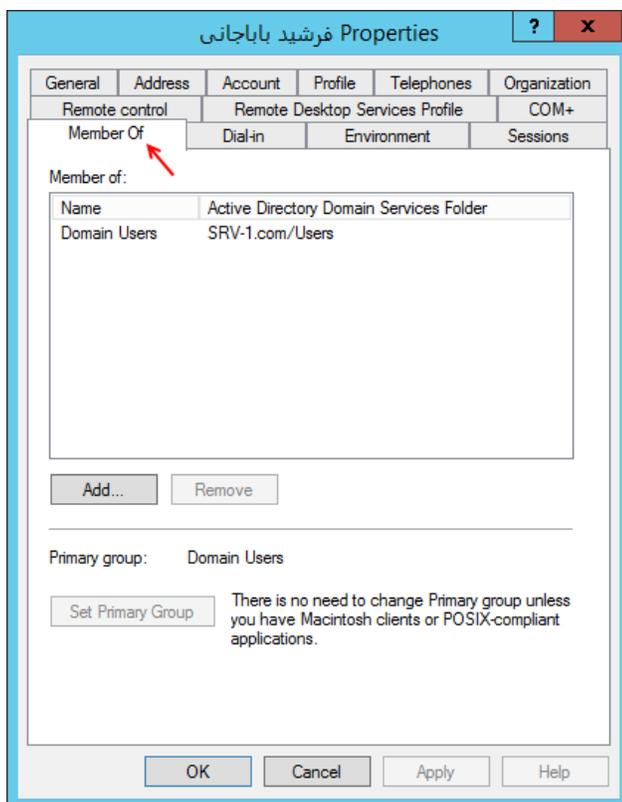 فرشید باباجانی Properties
?
x
General Address Account Profile Telephones Organization
Remote control Remote Desktop Services Profile COM+
Member Of Dial-in Environment Sessions
Member of:
Name Active Directory Domain Services Folder
Domain Users SRV-1.com/Users
Add... Remove
Primary group: Domain Users
Set Primary Group
There is no need to change Primary group unless
you have Macintosh clients or POSIX-compliant
applications.
OK Cancel Apply Help